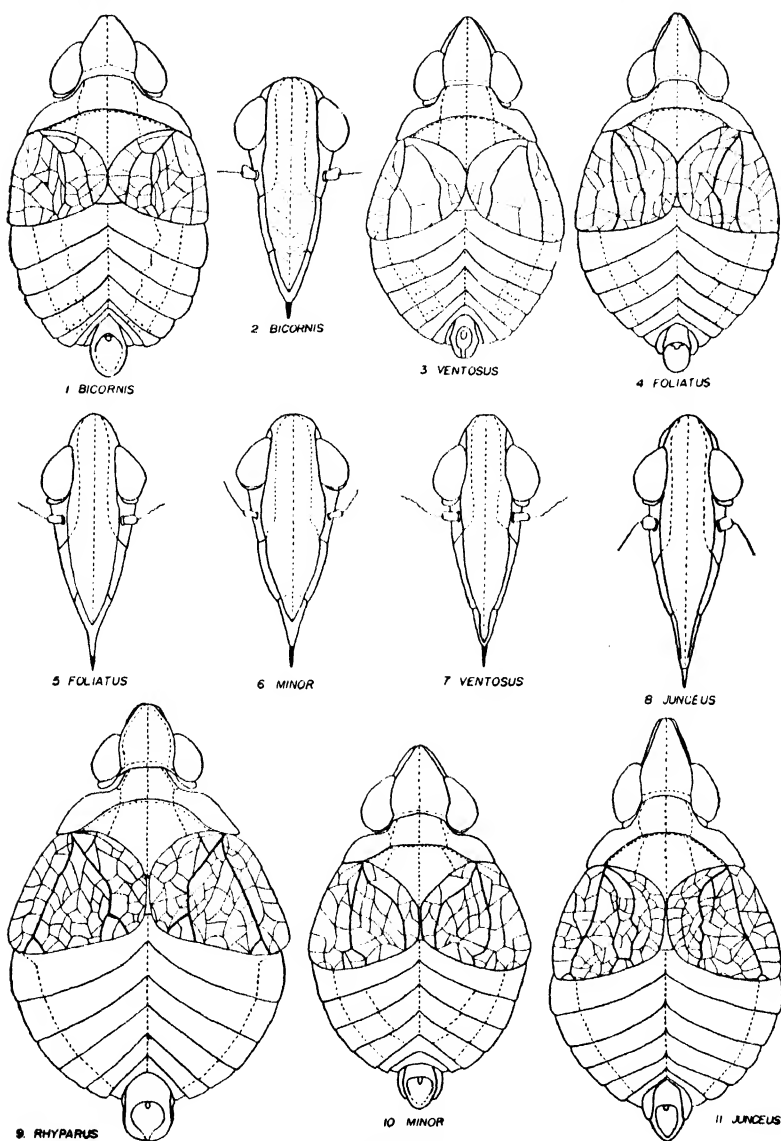 2 BICORNIS
3 VENTOSUS
1 BICORNIS
4 FOLIATUS
5 FOLIATUS
6 MINOR
7 VENTOSUS
8 JUNCEUS
9. RHYPARUS
10 MINOR
11 JUNCEUS